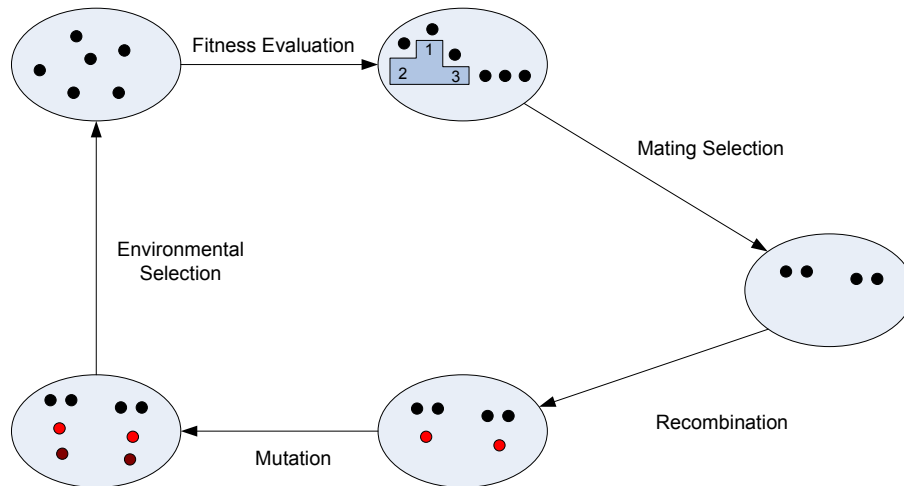 Fitness Evaluation
1
2
3
Mating Selection
Environmental
Selection
Recombination
Mutation